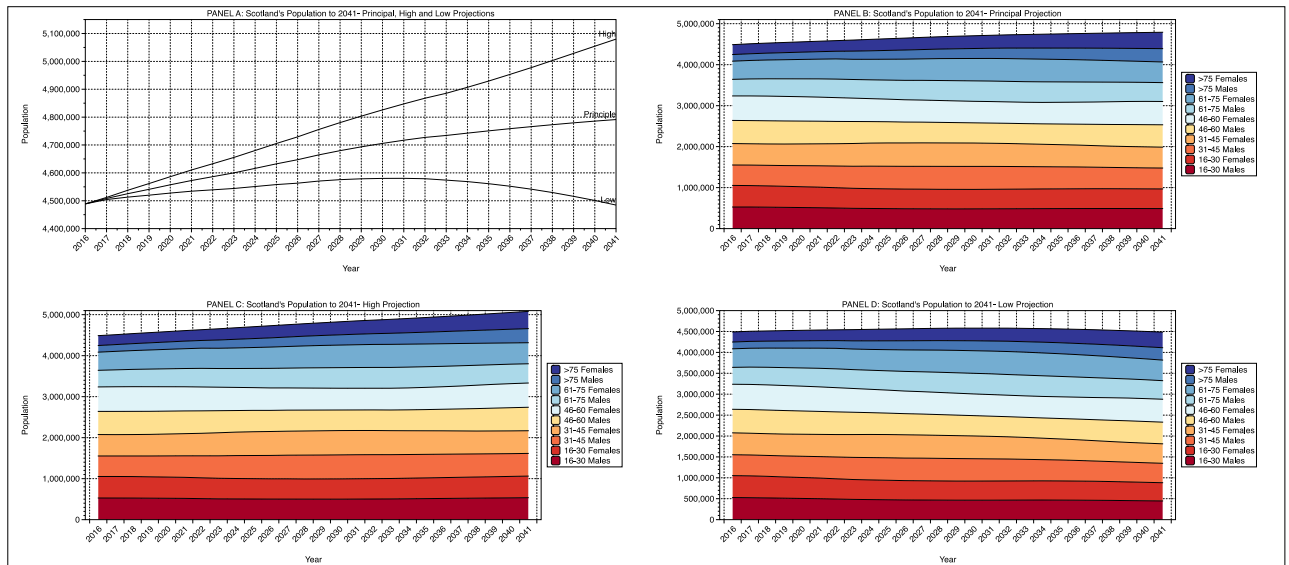 PANEL A: Scotland's Population to 2041- Principal, High and Low Projections
5,100,000
5,000,000
4,900,000
4,800,000
4,700,000
4,600,000
4,500,000
4,400,000
Population
High
Principle
Low
2016 2017 2018 2019 2020 2021 2022 2023 2024 2025 2026 2027 2028 2029 2030 2031 2032 2033 2034 2035 2036 2037 2038 2039 2040 2041
Year
PANEL B: Scotland's Population to 2041- Principal Projection
5,000,000
4,000,000
3,000,000
2,000,000
1,000,000
0
Population
2016 2017 2018 2019 2020 2021 2022 2023 2024 2025 2026 2027 2028 2029 2030 2031 2032 2033 2034 2035 2036 2037 2038 2039 2040 2041
Year
>75 Females
>75 Males
61-75 Females
61-75 Males
46-60 Females
46-60 Males
31-45 Females
31-45 Males
16-30 Females
16-30 Males
PANEL C: Scotland's Population to 2041- High Projection
5,000,000
4,000,000
3,000,000
2,000,000
1,000,000
0
Population
2016 2017 2018 2019 2020 2021 2022 2023 2024 2025 2026 2027 2028 2029 2030 2031 2032 2033 2034 2035 2036 2037 2038 2039 2040 2041
Year
>75 Females
>75 Males
61-75 Females
61-75 Males
46-60 Females
46-60 Males
31-45 Females
31-45 Males
16-30 Females
16-30 Males
PANEL D: Scotland's Population to 2041- Low Projection
5,000,000
4,500,000
4,000,000
3,500,000
3,000,000
2,500,000
2,000,000
1,500,000
1,000,000
500,000
0
Population
2016 2017 2018 2019 2020 2021 2022 2023 2024 2025 2026 2027 2028 2029 2030 2031 2032 2033 2034 2035 2036 2037 2038 2039 2040 2041
Year
>75 Females
>75 Males
61-75 Females
61-75 Males
46-60 Females
46-60 Males
31-45 Females
31-45 Males
16-30 Females
16-30 Males